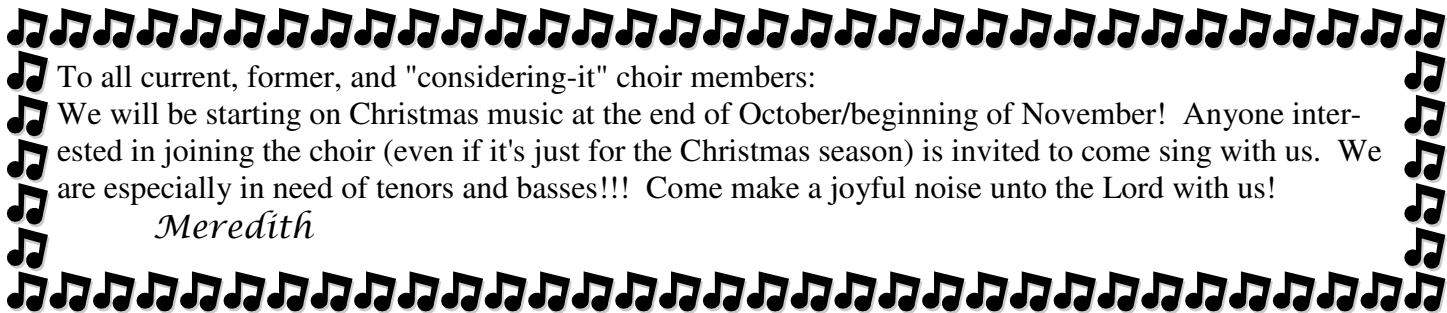 To all current, former, and "considering-it" choir members:
We will be starting on Christmas music at the end of October/beginning of November!  Anyone inter-
ested in joining the choir (even if it's just for the Christmas season) is invited to come sing with us.  We
are especially in need of tenors and basses!!!  Come make a joyful noise unto the Lord with us!
Meredith